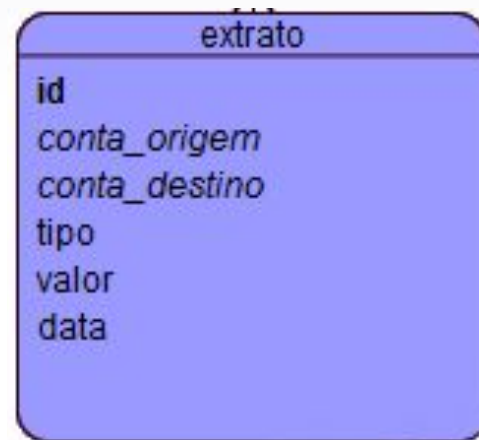 extrato
id
conta_origem
conta_destino
tipo
valor
data